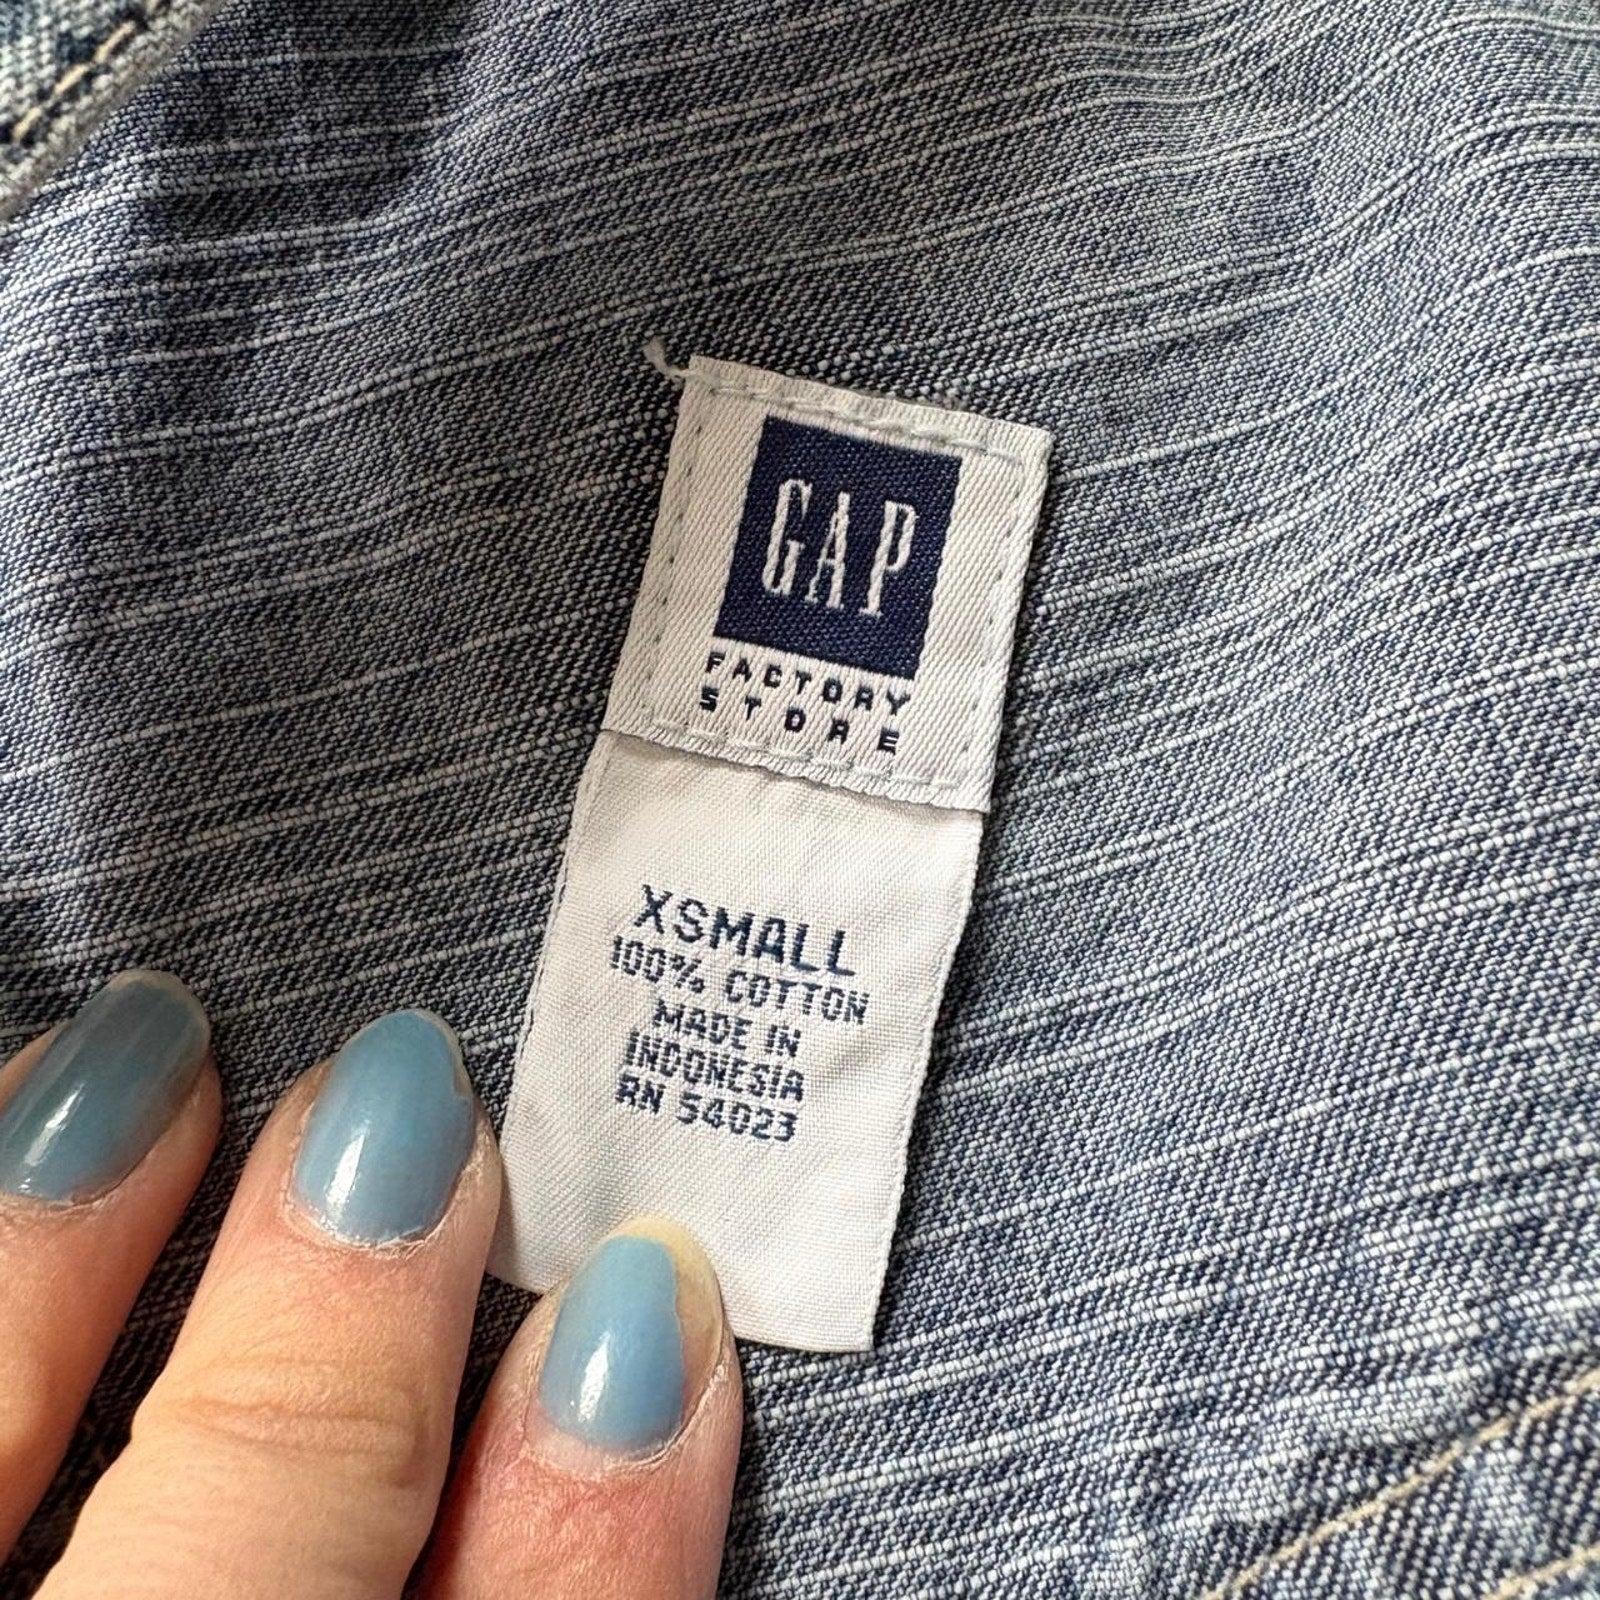 GAP
FACTORY
STORE
XSMALL
100% COTTON
MADE IN
INDONESIA
RN 54023